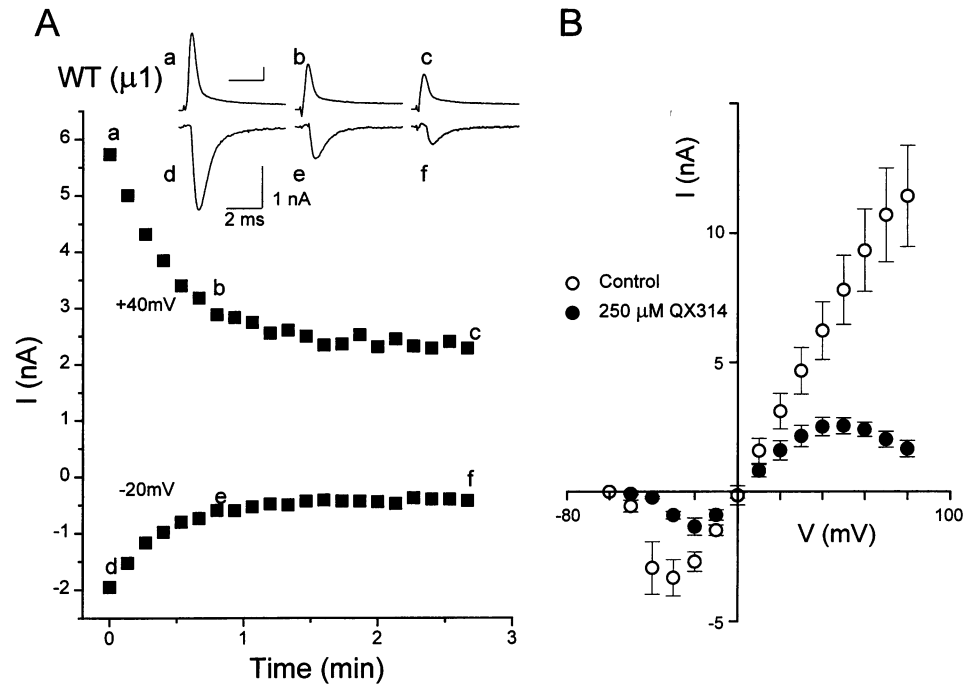 A
WT (μ1)
a
b
c
d
e
f
1 nA
2 ms
6
5
4
3
2
1
0
-1
-2
a
b
c
+40mV
-20mV
d
e
f
I (nA)
0
1
2
3
Time (min)
B
I (nA)
10
5
-5
Control
250 μM QX314
-80
100
V (mV)